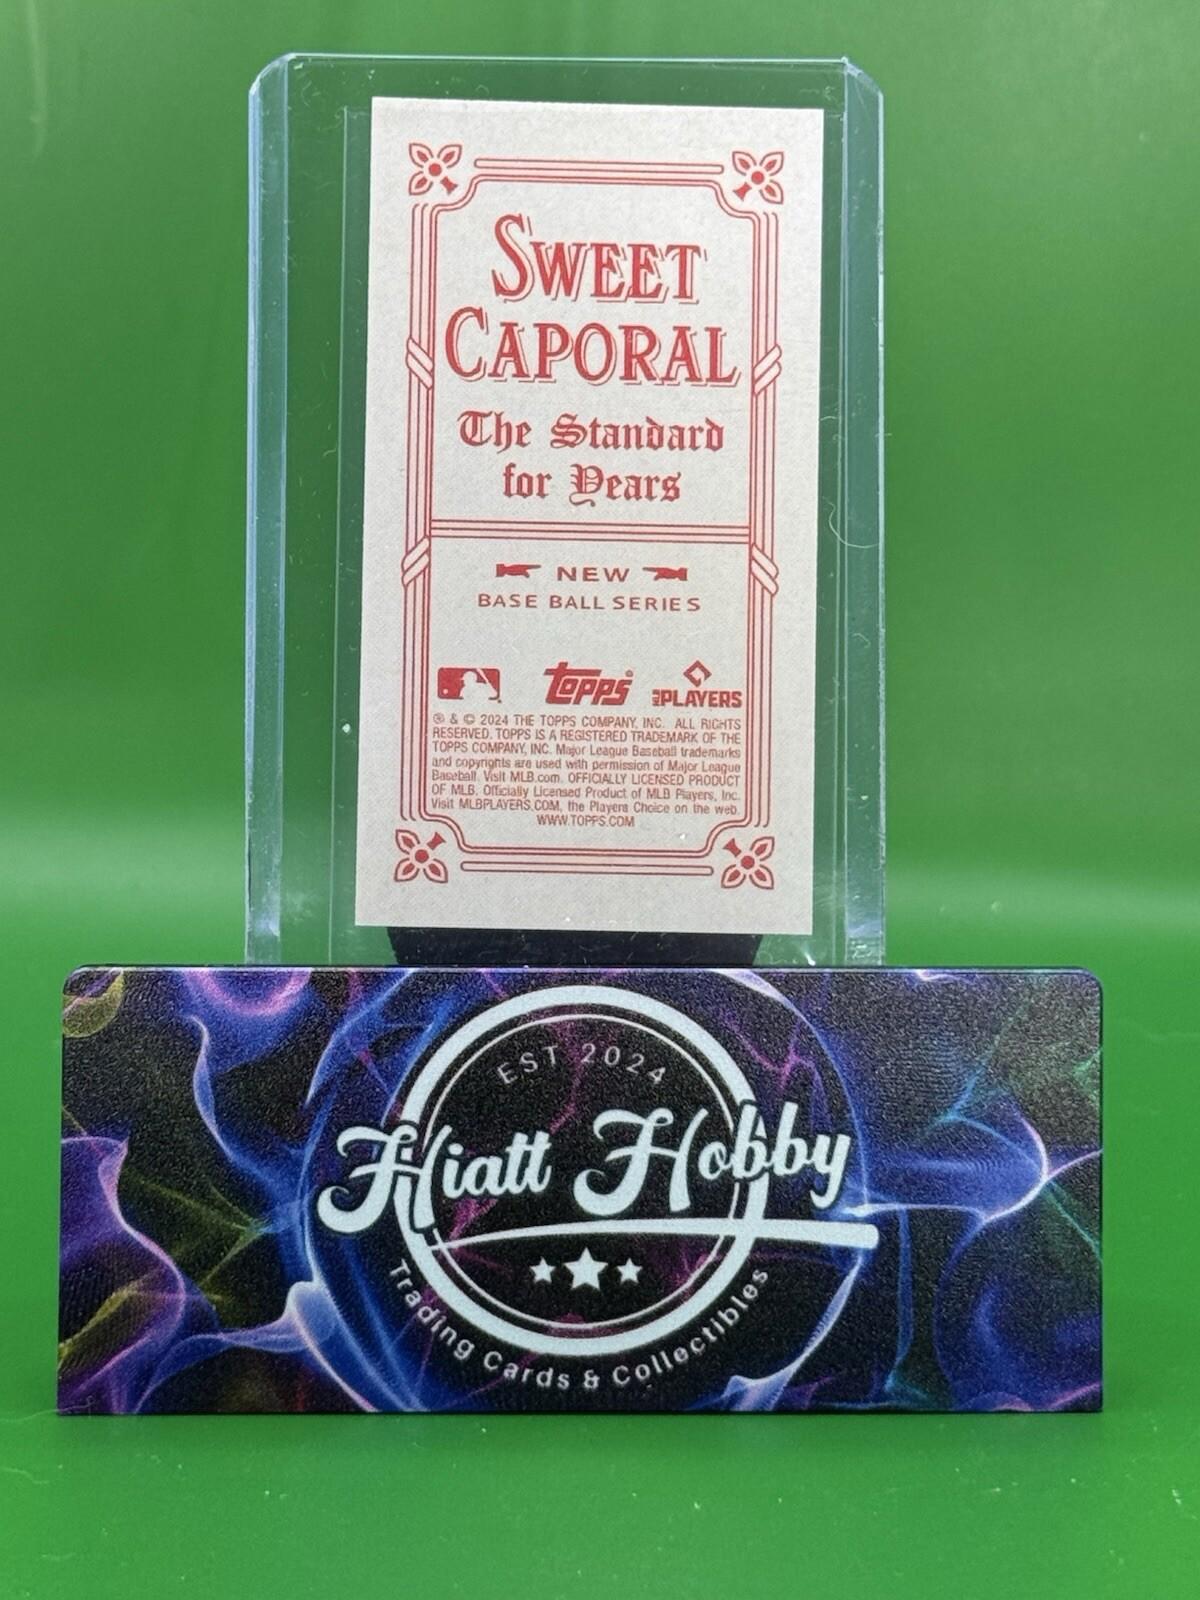 SWEET
CAPORAL
The Standard
for Years
NEW
BASE BALL SERIES
topps®
MLB PLAYERS
® & © 2024 THE TOPPS COMPANY, INC. ALL RIGHTS
RESERVED. TOPPS IS A REGISTERED TRADEMARK OF THE
TOPPS COMPANY, INC. Major League Baseball trademarks
and copyrights are used with permission of Major League
Baseball. Visit MLB.com. OFFICIALLY LICENSED PRODUCT
OF MLB. Officially Licensed Product of MLB Players, Inc.
Visit MLBPLAYERS.COM, the Players Choice on the web.
WWW.TOPPS.COM
EST 2024
Hiatt Hobby
Trading Cards & Collectibles